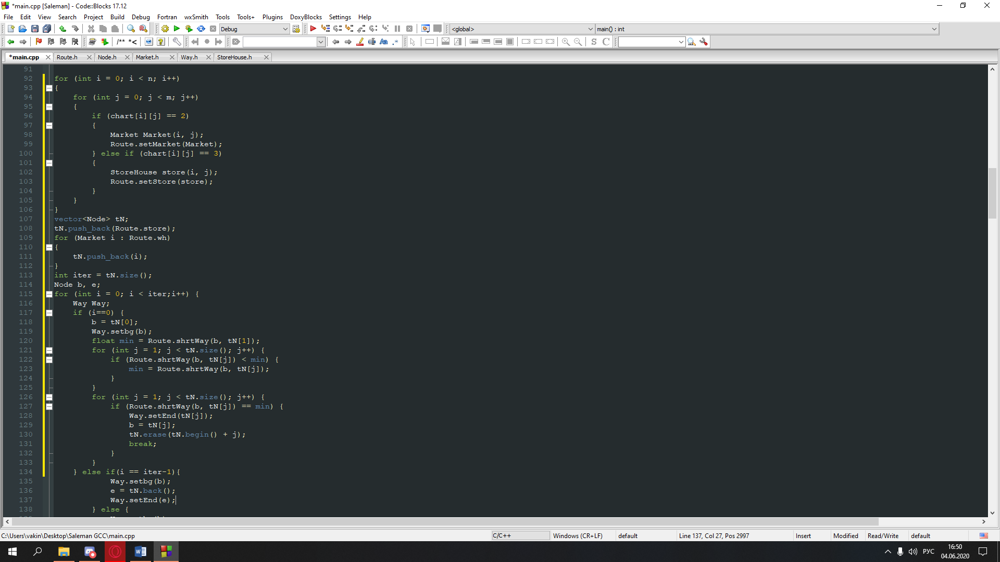 *main.cpp [Saleman] - Code::Blocks 17.12
File Edit View Search Project Build Debug Fortran wxSmith Tools Tools+ Plugins DoxyBlocks Settings Help
Debug <global> main() : int
/** *< Aa .* S C
*main.cpp Route.h Node.h Market.h Way.h StoreHouse.h
91
92 for (int i = 0; i < n; i++)
93 {
94 for (int j = 0; j < m; j++)
95 {
96 if (chart[i][j] == 2)
97 {
98 Market Market(i, j);
99 Route.setMarket(Market);
100 } else if (chart[i][j] == 3)
101 {
102 StoreHouse store(i, j);
103 Route.setStore(store);
104 }
105 }
106 }
107 vector<Node> tN;
108 tN.push_back(Route.store);
109 for (Market i : Route.wh)
110 {
111 tN.push_back(i);
112 }
113 int iter = tN.size();
114 Node b, e;
115 for (int i = 0; i < iter;i++) {
116 Way Way;
117 if (i==0) {
118 b = tN[0];
119 Way.setbg(b);
120 float min = Route.shrtWay(b, tN[1]);
121 for (int j = 1; j < tN.size(); j++) {
122 if (Route.shrtWay(b, tN[j]) < min) {
123 min = Route.shrtWay(b, tN[j]);
124 }
125 }
126 for (int j = 1; j < tN.size(); j++) {
127 if (Route.shrtWay(b, tN[j]) == min) {
128 Way.setEnd(tN[j]);
129 b = tN[j];
130 tN.erase(tN.begin() + j);
131 break;
132 }
133 }
134 } else if(i == iter-1){
135 Way.setbg(b);
136 e = tN.back();
137 Way.setEnd(e);
138 } else {
C:\Users\vakin\Desktop\Saleman GCC\main.cpp C/C++ Windows (CR+LF) default Line 137, Col 27, Pos 2997 Insert Modified Read/Write default
РУС 16:50
04.06.2020